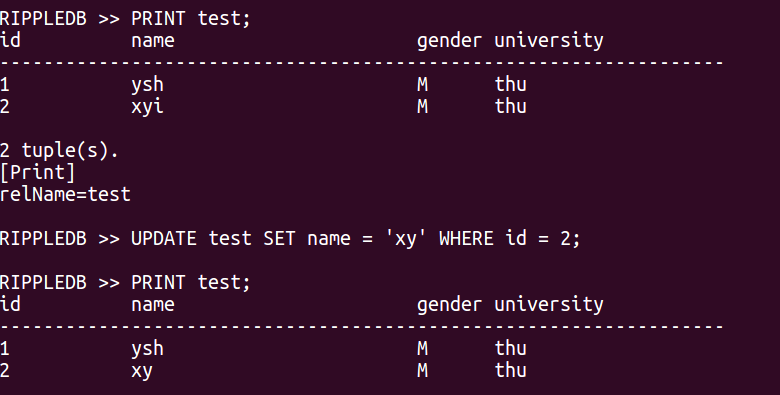 RIPPLEDB >> PRINT test;
id name gender university
------------------------------------------------------------------
1 ysh M thu
2 xyi M thu
2 tuple(s).
[Print]
relName=test
RIPPLEDB >> UPDATE test SET name = 'xy' WHERE id = 2;
RIPPLEDB >> PRINT test;
id name gender university
------------------------------------------------------------------
1 ysh M thu
2 xy M thu